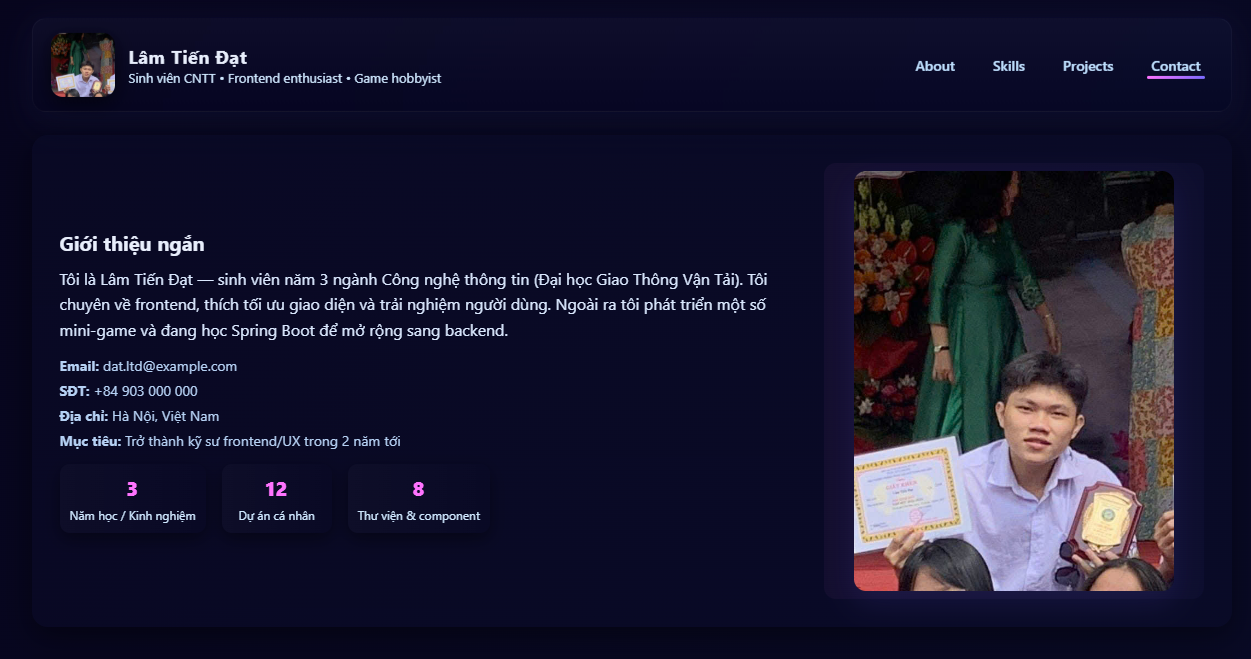 Lâm Tiến Đạt
Sinh viên CNTT • Frontend enthusiast • Game hobbyist
About Skills Projects Contact
Giới thiệu ngắn
Tôi là Lâm Tiến Đạt — sinh viên năm 3 ngành Công nghệ thông tin (Đại học Giao Thông Vận Tải). Tôi
chuyên về frontend, thích tối ưu giao diện và trải nghiệm người dùng. Ngoài ra tôi phát triển một số
mini-game và đang học Spring Boot để mở rộng sang backend.
Email: dat.ltd@example.com
SĐT: +84 903 000 000
Địa chỉ: Hà Nội, Việt Nam
Mục tiêu: Trở thành kỹ sư frontend/UX trong 2 năm tới
3 12 8
Năm học / Kinh nghiệm Dự án cá nhân Thư viện & component
GIẤY KHEN